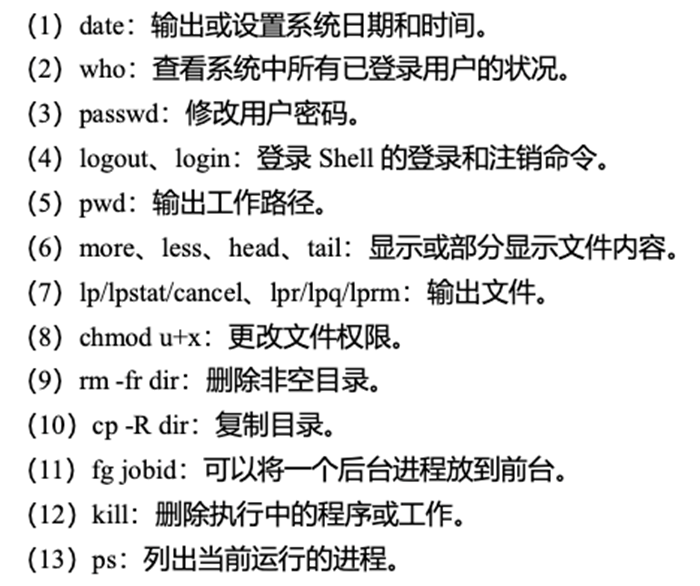 （1）date：输出或设置系统日期和时间。
（2）who：查看系统中所有已登录用户的状况。
（3）passwd：修改用户密码。
（4）logout、login：登录 Shell 的登录和注销命令。
（5）pwd：输出工作路径。
（6）more、less、head、tail：显示或部分显示文件内容。
（7）lp/lpstat/cancel、lpr/lpq/lprm：输出文件。
（8）chmod u+x：更改文件权限。
（9）rm -fr dir：删除非空目录。
（10）cp -R dir：复制目录。
（11）fg jobid：可以将一个后台进程放到前台。
（12）kill：删除执行中的程序或工作。
（13）ps：列出当前运行的进程。